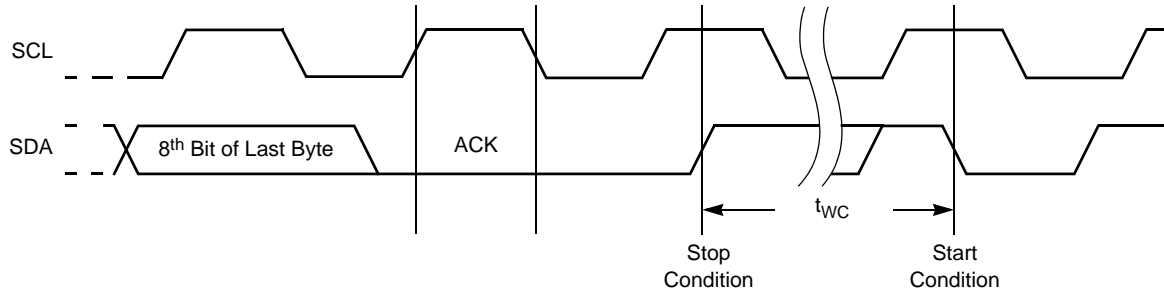 SCL
SDA
8th Bit of Last Byte
ACK
tWC
Stop
Condition
Start
Condition